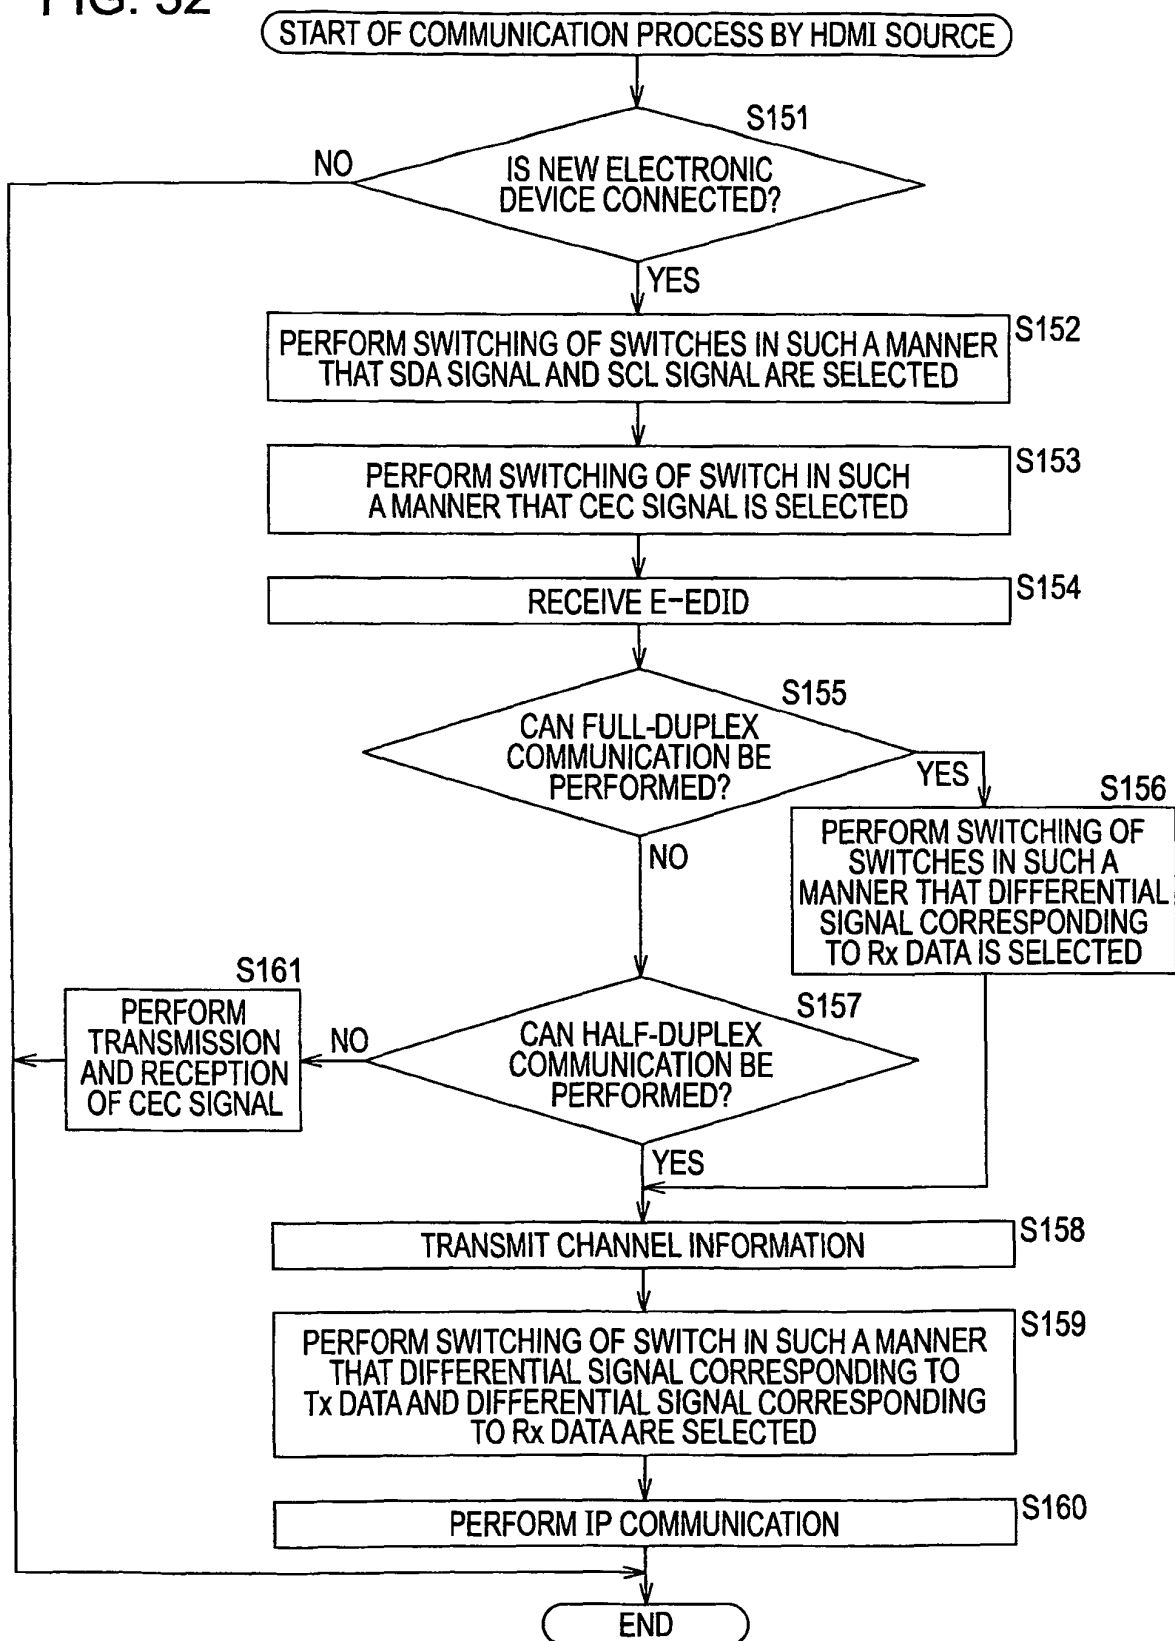 FIG. 32
START OF COMMUNICATION PROCESS BY HDMI SOURCE
S151
NO
IS NEW ELECTRONIC
DEVICE CONNECTED?
YES
S152
PERFORM SWITCHING OF SWITCHES IN SUCH A MANNER
THAT SDA SIGNAL AND SCL SIGNAL ARE SELECTED
S153
PERFORM SWITCHING OF SWITCH IN SUCH
A MANNER THAT CEC SIGNAL IS SELECTED
S154
RECEIVE E-EDID
S155
CAN FULL-DUPLEX
COMMUNICATION BE
PERFORMED?
YES
NO
S156
PERFORM SWITCHING OF
SWITCHES IN SUCH A
MANNER THAT DIFFERENTIAL
SIGNAL CORRESPONDING
TO Rx DATA IS SELECTED
S161
PERFORM
TRANSMISSION
AND RECEPTION
OF CEC SIGNAL
NO
S157
CAN HALF-DUPLEX
COMMUNICATION BE
PERFORMED?
YES
S158
TRANSMIT CHANNEL INFORMATION
S159
PERFORM SWITCHING OF SWITCH IN SUCH A MANNER
THAT DIFFERENTIAL SIGNAL CORRESPONDING TO
Tx DATA AND DIFFERENTIAL SIGNAL CORRESPONDING
TO Rx DATA ARE SELECTED
S160
PERFORM IP COMMUNICATION
END